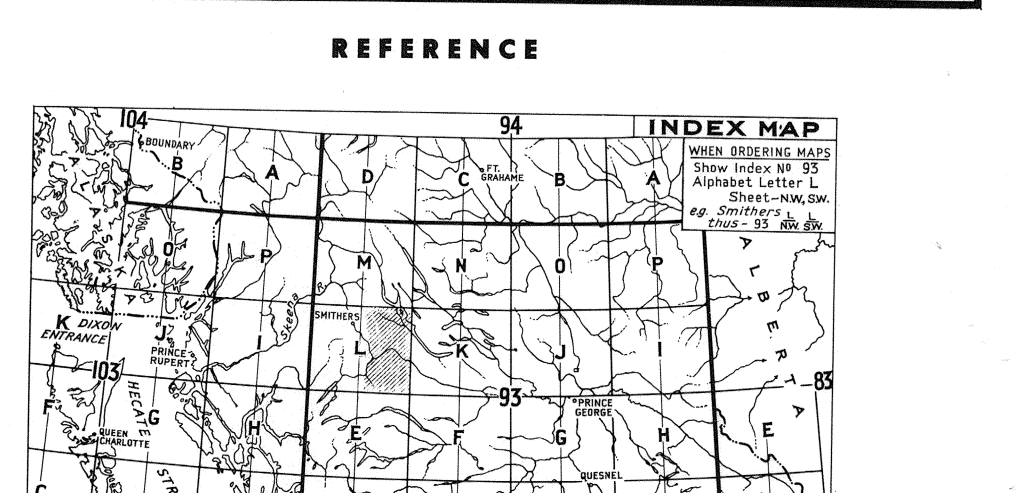 REFERENCE
104
94
INDEX MAP
WHEN ORDERING MAPS
Show Index Nº 93
Alphabet Letter L
Sheet-N.W, S.W.
e.g. Smithers L L
thus - 93 N.W. S.W.
BOUNDARY
B
A
D
C
FT.
GRAHAME
B
A
ALASKA
O
P
M
N
O
P
ALBERTA
Skeena R.
SMITHERS
K
DIXON
ENTRANCE
J
PRINCE
RUPERT
I
L
K
J
I
103
93
83
F
HECATE
G
QUEEN
CHARLOTTE
H
E
F
PRINCE
GEORGE
G
H
E
QUESNEL
STR